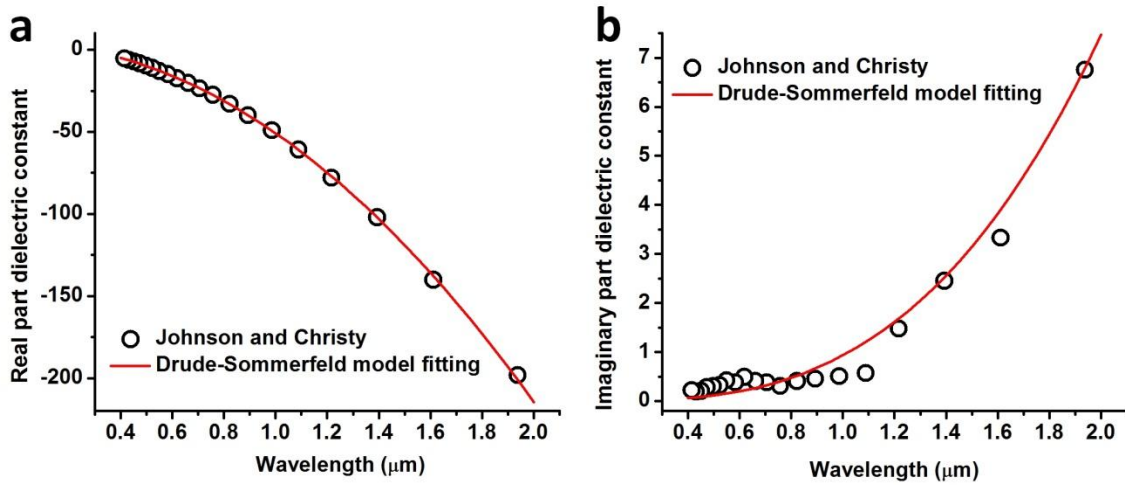 a
Real part dielectric constant
0
-50
-100
-150
-200
Johnson and Christy
Drude-Sommerfeld model fitting
0.4 0.6 0.8 1.0 1.2 1.4 1.6 1.8 2.0
Wavelength (μm)
b
Imaginary part dielectric constant
7
6
5
4
3
2
1
0
Johnson and Christy
Drude-Sommerfeld model fitting
0.4 0.6 0.8 1.0 1.2 1.4 1.6 1.8 2.0
Wavelength (μm)